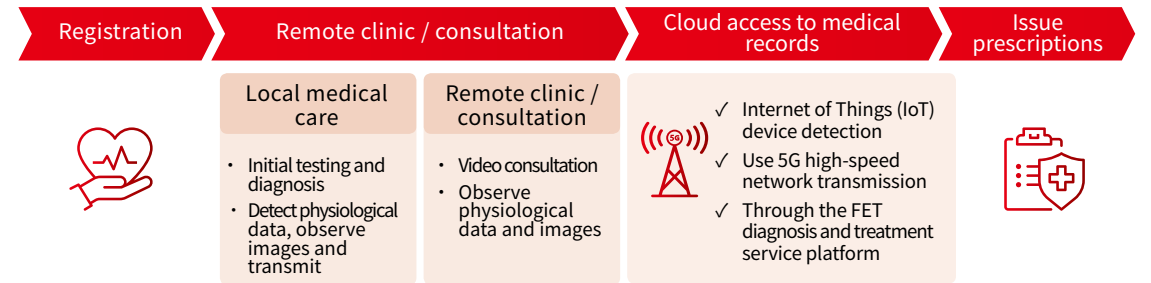 Registration
Remote clinic / consultation
Cloud access to medical
records
Issue
prescriptions
Local medical
care
• Initial testing and
diagnosis
• Detect physiological
data, observe
images and
transmit
Remote clinic /
consultation
• Video consultation
• Observe
physiological
data and images
5G
✓ Internet of Things (IoT)
device detection
✓ Use 5G high-speed
network transmission
✓ Through the FET
diagnosis and treatment
service platform